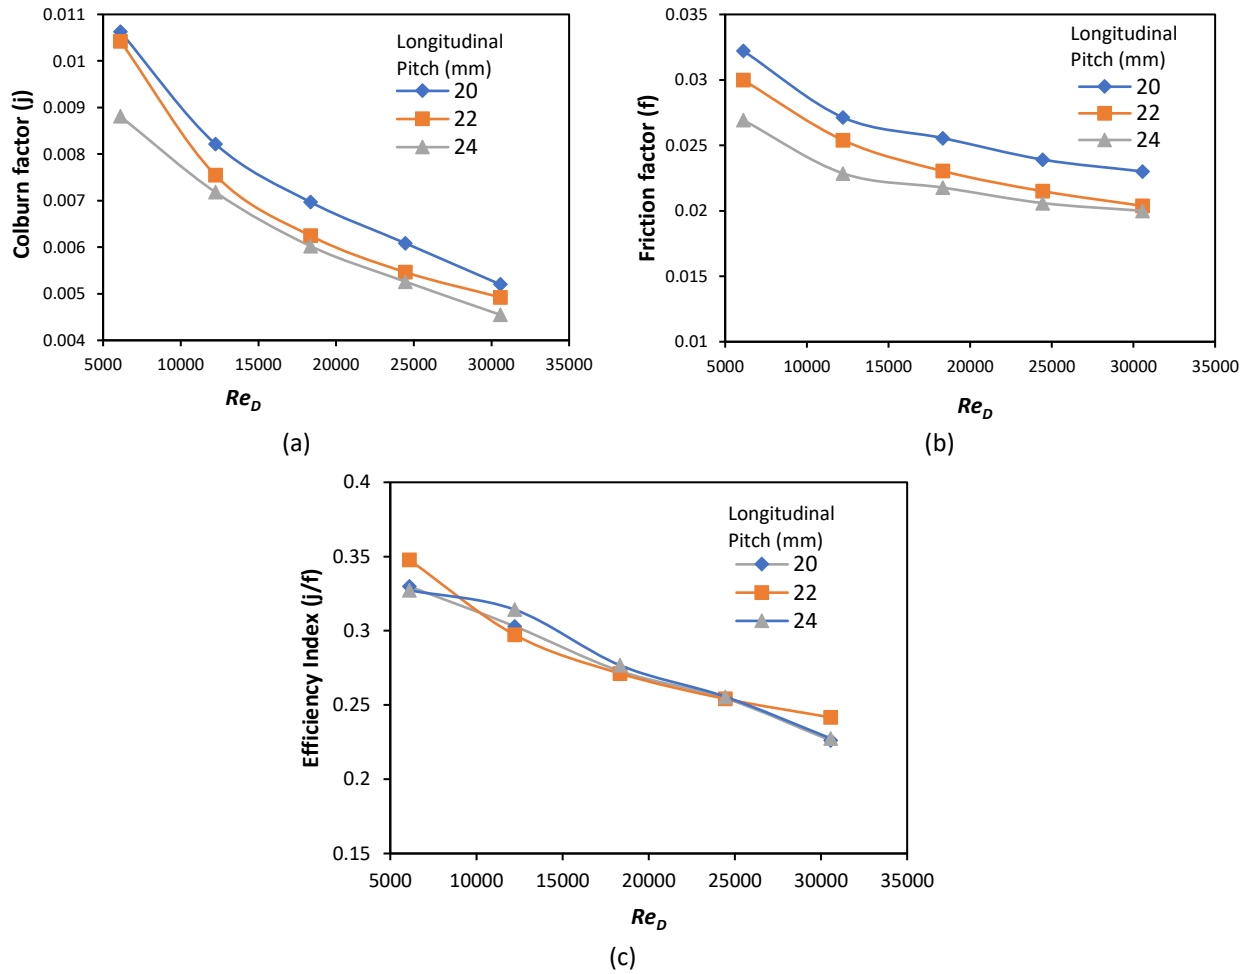 0.011
0.01
0.009
0.008
0.007
0.006
0.005
0.004
5000 10000 15000 20000 25000 30000 35000
Colburn factor (j)
Re_D
Longitudinal
Pitch (mm)
20
22
24
(a)
0.035
0.03
0.025
0.02
0.015
0.01
5000 10000 15000 20000 25000 30000 35000
Friction factor (f)
Re_D
Longitudinal
Pitch (mm)
20
22
24
(b)
0.4
0.35
0.3
0.25
0.2
0.15
5000 10000 15000 20000 25000 30000 35000
Efficiency Index (j/f)
Re_D
Longitudinal
Pitch (mm)
20
22
24
(c)